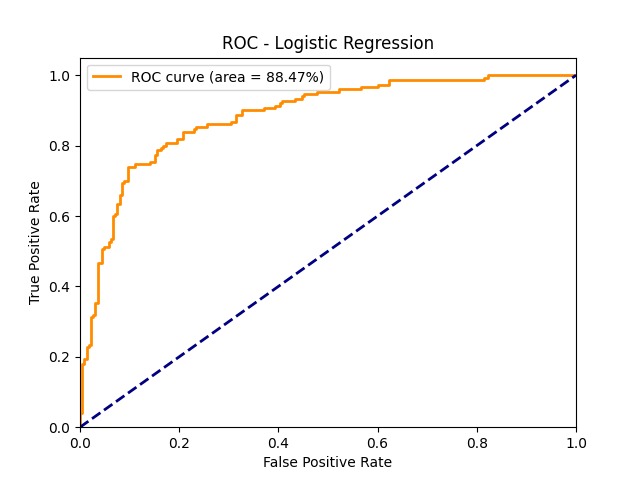 ROC - Logistic Regression
ROC curve (area = 88.47%)
1.0
0.8
0.6
0.4
0.2
0.0
True Positive Rate
0.0 0.2 0.4 0.6 0.8 1.0
False Positive Rate